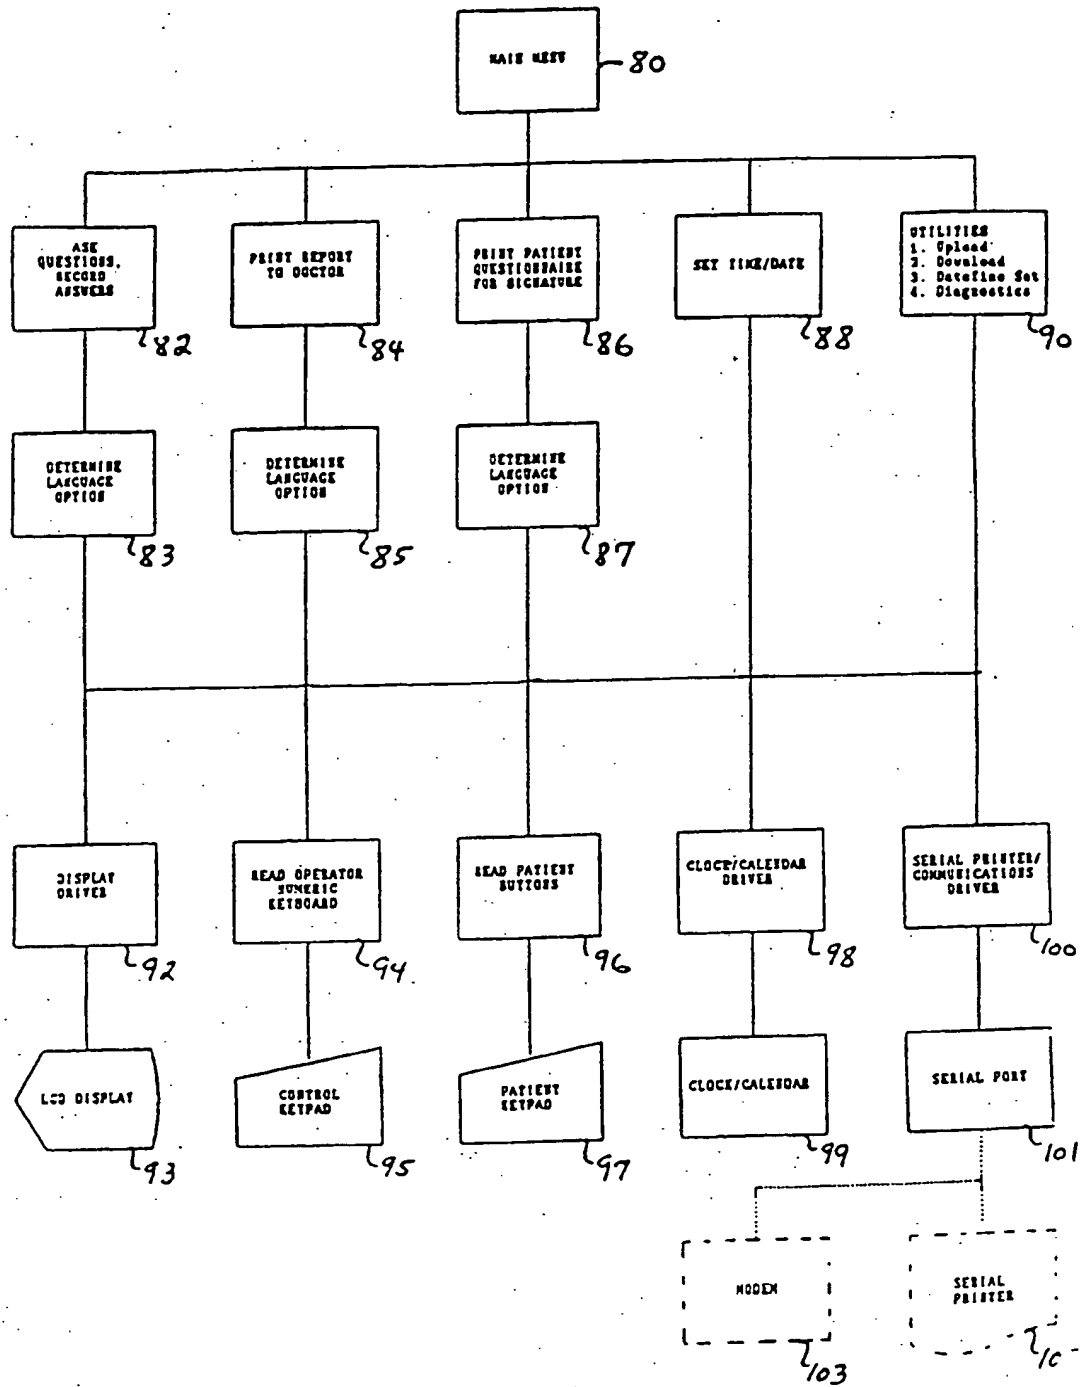 MAIN MENU
80
ASK
QUESTIONS,
RECORD
ANSWERS
82
PRINT REPORT
TO DOCTOR
84
PRINT PATIENT
QUESTIONNAIRE
FOR SIGNATURE
86
SET TIME/DATE
88
UTILITIES
1. Upload
2. Download
3. Date/Time Set
4. Diagnostics
90
DETERMINE
LANGUAGE
OPTION
83
DETERMINE
LANGUAGE
OPTION
85
DETERMINE
LANGUAGE
OPTION
87
DISPLAY
DRIVER
92
READ OPERATOR
NUMERIC
KEYBOARD
94
READ PATIENT
BUTTONS
96
CLOCK/CALENDAR
DRIVER
98
SERIAL PRINTER/
COMMUNICATIONS
DRIVER
100
LCD DISPLAY
93
CONTROL
KEYPAD
95
PATIENT
KEYPAD
97
CLOCK/CALENDAR
99
SERIAL PORT
101
MODEM
103
SERIAL
PRINTER